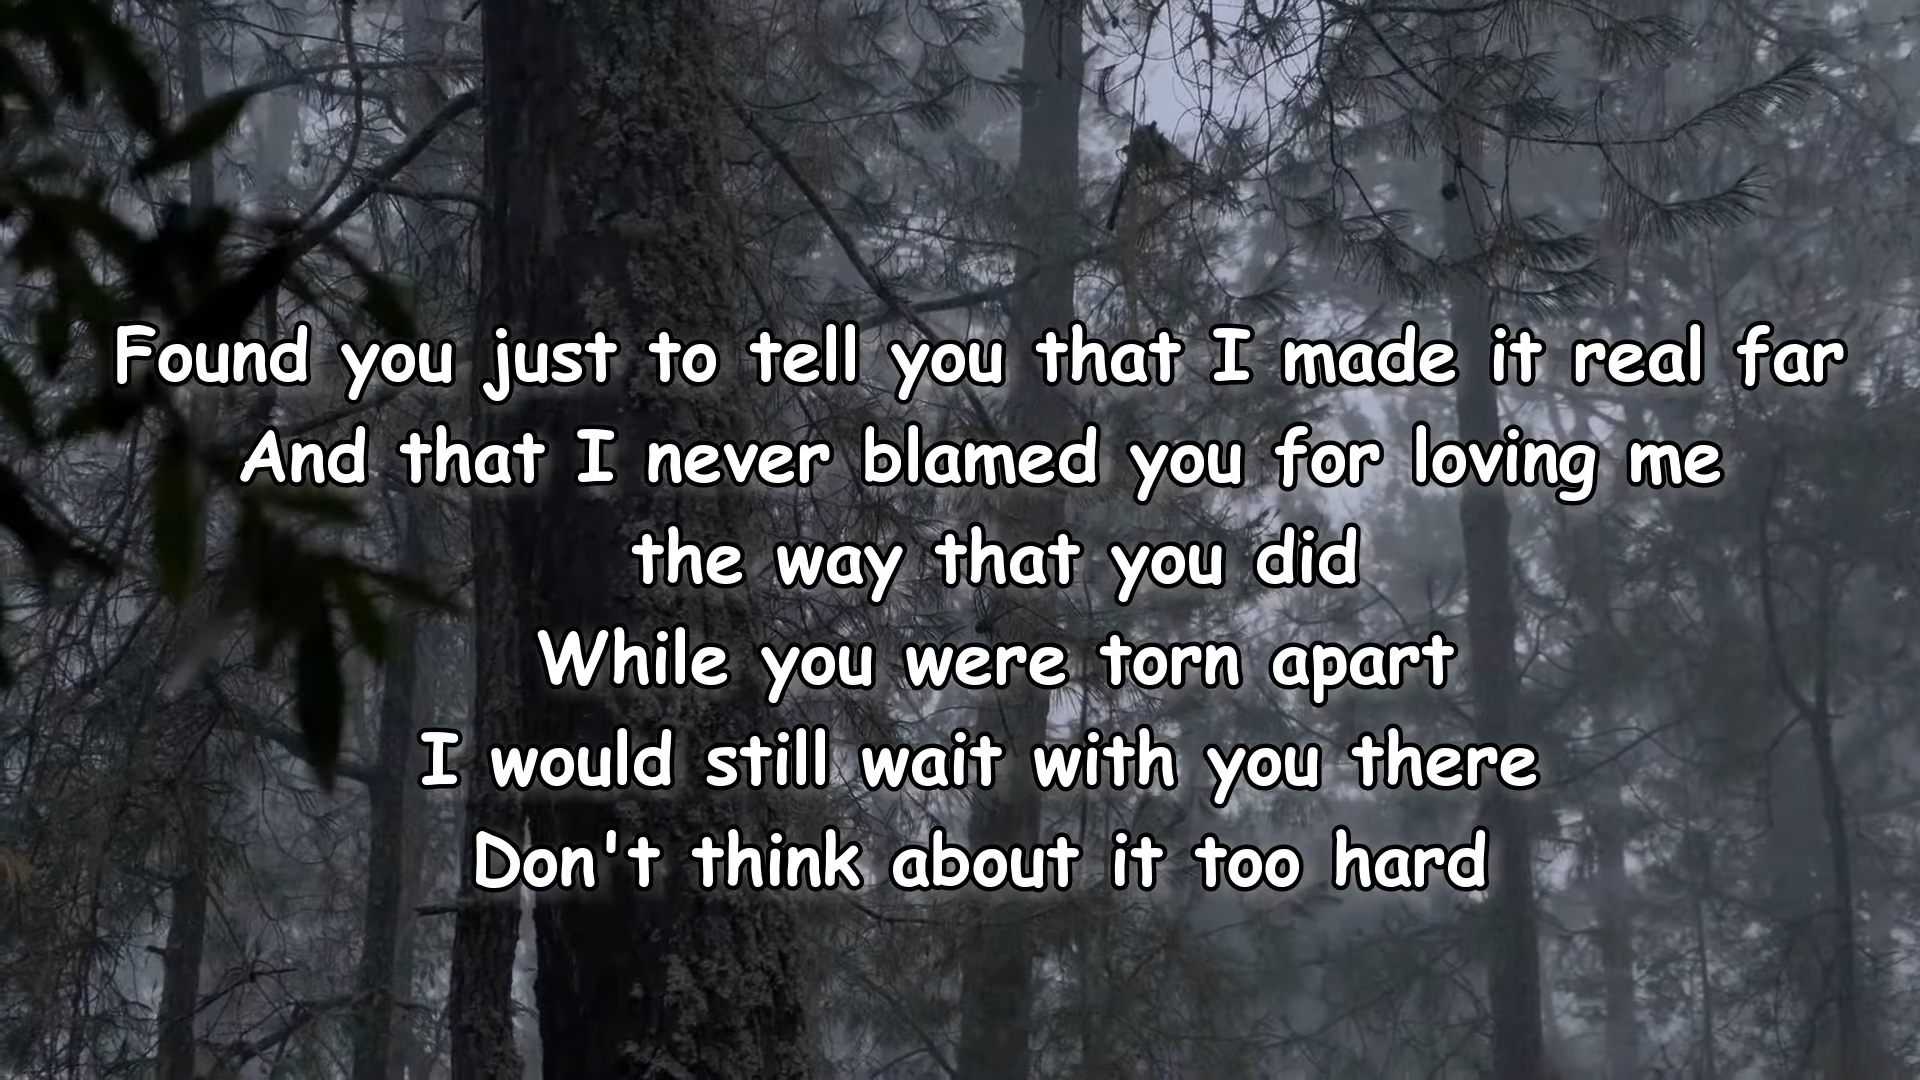 Found you just to tell you that I made it real far
And that I never blamed you for loving me
the way that you did
While you were torn apart
I would still wait with you there
Don't think about it too hard